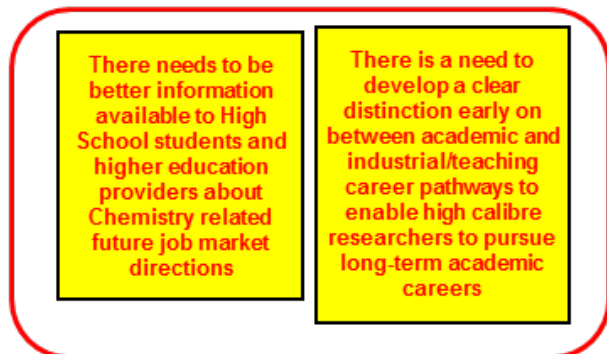 There needs to be
better information
available to High
School students and
higher education
providers about
Chemistry related
future job market
directions
There is a need to
develop a clear
distinction early on
between academic and
industrial/teaching
career pathways to
enable high calibre
researchers to pursue
long-term academic
careers